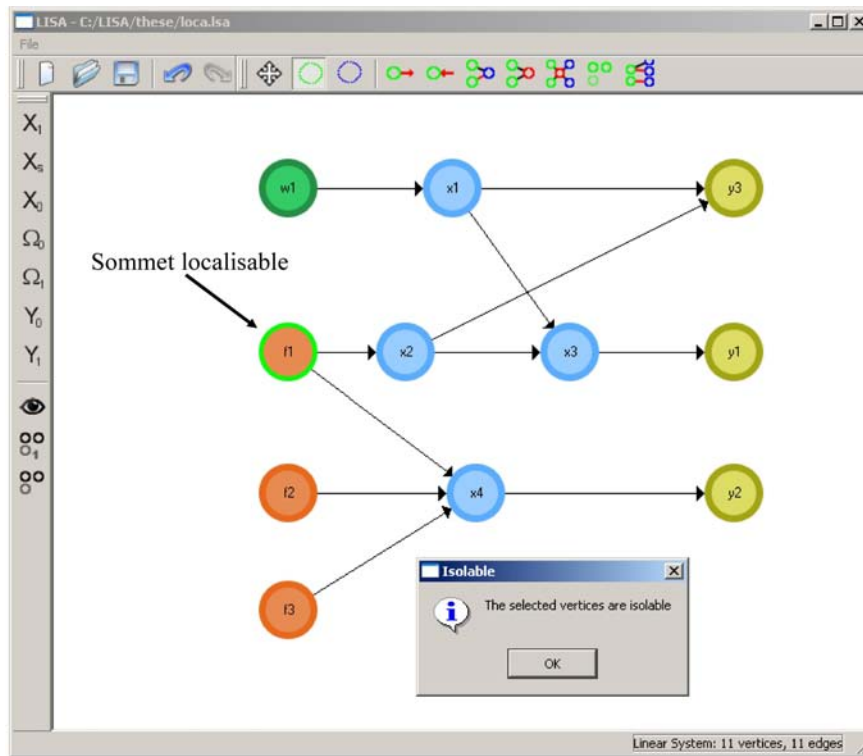 LISA - C:/LISA/these/loca.lsa
File
X1
Xs
X0
Ω0
Ω1
Y0
Y1
w1 x1 y3
Sommet localisable
f1 x2 x3 y1
f2 x4 y2
f3
Isolable
The selected vertices are isolable
OK
Linear System: 11 vertices, 11 edges